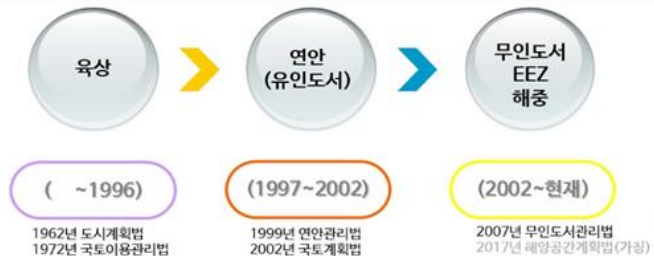 육상
연안
(유인도서)
무인도서
EEZ
해중
( ~1996)
(1997~2002)
(2002~현재)
1962년 도시계획법
1972년 국토이용관리법
1999년 연안관리법
2002년 국토계획법
2007년 무인도서관리법
2017년 해양공간계획법(가칭)